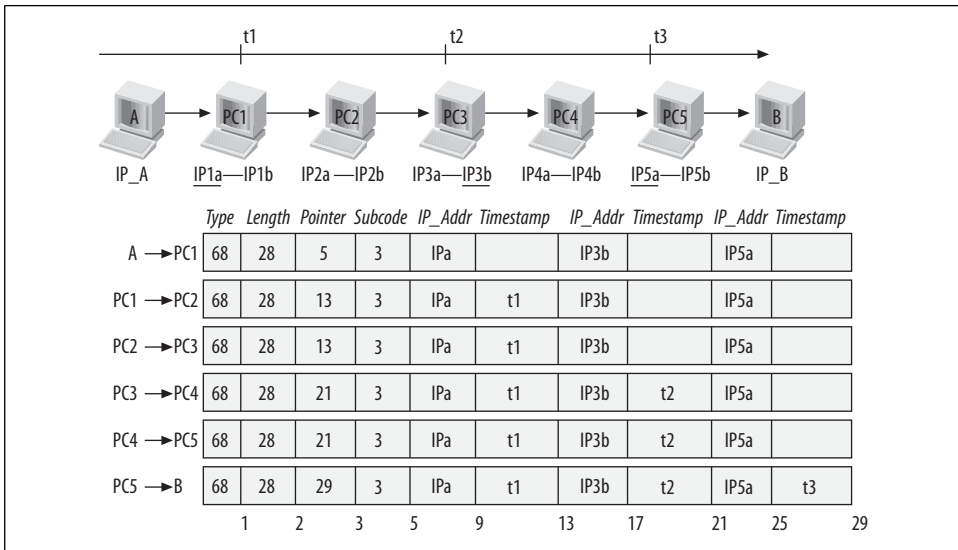 t1 t2 t3
A PC1 PC2 PC3 PC4 PC5 B
IP_A IP1a—IP1b IP2a—IP2b IP3a—IP3b IP4a—IP4b IP5a—IP5b IP_B
Type Length Pointer Subcode IP_Addr Timestamp IP_Addr Timestamp IP_Addr Timestamp
A → PC1 68 28 5 3 IPa IP3b IP5a
PC1 → PC2 68 28 13 3 IPa t1 IP3b IP5a
PC2 → PC3 68 28 13 3 IPa t1 IP3b IP5a
PC3 → PC4 68 28 21 3 IPa t1 IP3b t2 IP5a
PC4 → PC5 68 28 21 3 IPa t1 IP3b t2 IP5a
PC5 → B 68 28 29 3 IPa t1 IP3b t2 IP5a t3
1 2 3 5 9 13 17 21 25 29